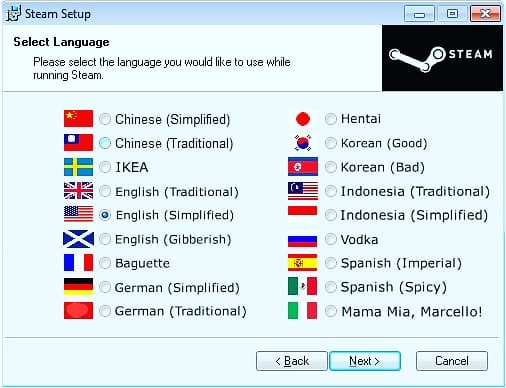 Steam Setup
Select Language
Please select the language you would like to use while
running Steam.
STEAM
Chinese (Simplified)
Chinese (Traditional)
IKEA
English (Traditional)
English (Simplified)
English (Gibberish)
Baguette
German (Simplified)
German (Traditional)
Hentai
Korean (Good)
Korean (Bad)
Indonesia (Traditional)
Indonesia (Simplified)
Vodka
Spanish (Imperial)
Spanish (Spicy)
Mama Mia, Marcello!
< Back
Next >
Cancel